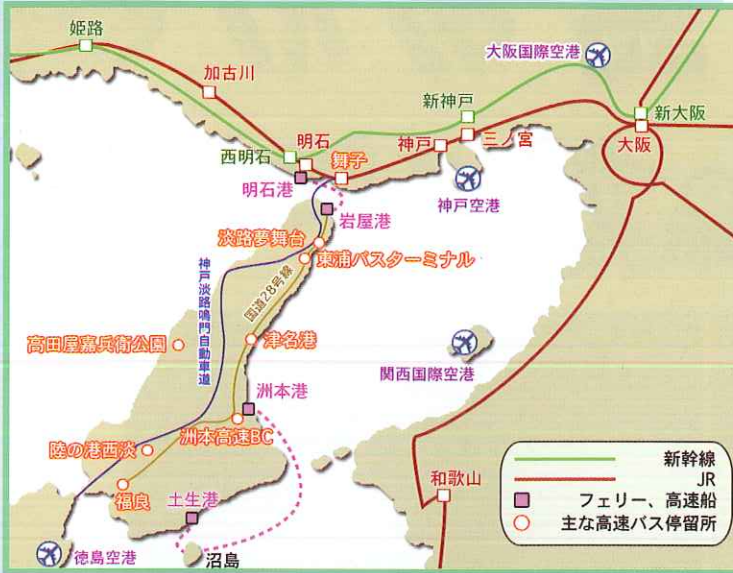 姫路
大阪国際空港
加古川
新神戸
新大阪
西明石
明石
舞子
神戸
三ノ宮
大阪
明石港
岩屋港
神戸空港
淡路夢舞台
東浦バスターミナル
神戸淡路鳴門自動車道
国道28号線
高田屋嘉兵衛公園
津名港
関西国際空港
洲本港
洲本高速BC
陸の港西淡
福良
土生港
沼島
徳島空港
和歌山
新幹線
JR
フェリー、高速船
主な高速バス停留所